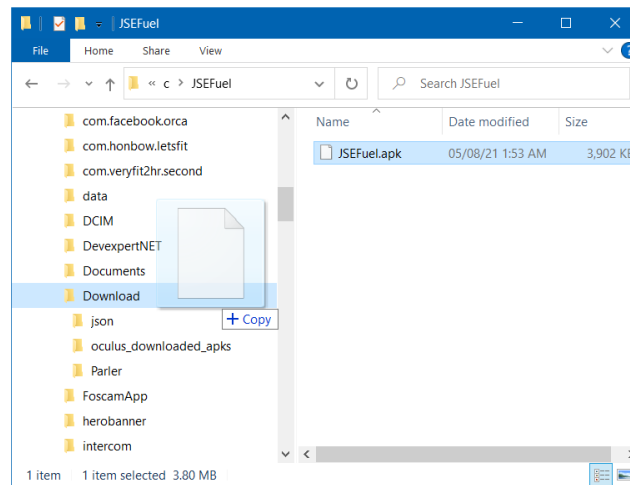 JSEFuel
File Home Share View
« c > JSEFuel
Search JSEFuel
com.facebook.orca
com.honbow.letsfit
com.veryfit2hr.second
data
DCIM
DevexpertNET
Documents
Download
json
oculus_downloaded_apks
Parler
FoscamApp
herobanner
intercom
+ Copy
Name Date modified Size
JSEFuel.apk 05/08/21 1:53 AM 3,902 KB
1 item 1 item selected 3.80 MB